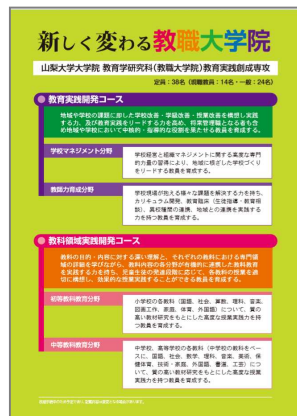 新しく変わる教職大学院
山梨大学大学院 教育学研究科(教職大学院)教育実践創成専攻
定員:38名(現職教員:14名・一般:24名)
教育実践開発コース
地域や学校の課題に即した学校改善・学級改善・授業改善を構想し実践
する力、及び教育実践をリードする力を高め、将来管理職となる者も含
め地域や学校において中核的・指導的な役割を果たせる教員を育成する。
学校マネジメント分野
学校経営と組織マネジメントに関する高度な専門
的力量の習得により、地域に根ざした学校づくり
をリードする教員を育成する。
教師力育成分野
学校現場が抱える様々な課題を解決する力を持ち、
カリキュラム開発、教育臨床(生徒指導・教育相
談)、異校種間の連携、地域との連携を実践する
力を持つ教員を育成する。
教科領域実践開発コース
教科の目的・内容に対する深い理解と、それぞれの教科における専門領
域の詳細を学びながら、教科内容の各分野が有機的に連携した教科教育
を実践する力を持ち、児童生徒の発達段階に応じて、各教科の授業を適
切に構想し、効果的な授業実践することができる教員を育成する。
初等教科教育分野
小学校の各教科(国語、社会、算数、理科、音楽、
図画工作、家庭、体育、外国語)について、質の
高い教材研究をもとにした高度な授業実践力を持
つ教員を育成する。
中等教科教育分野
中学校、高等学校の各教科(中学校の教科をベー
スに、国語、社会、数学、理科、音楽、美術、保
健体育、技術・家庭、外国語、書道、工芸)につ
いて、質の高い教材研究をもとにした高度な授業
実践力を持つ教員を育成する。